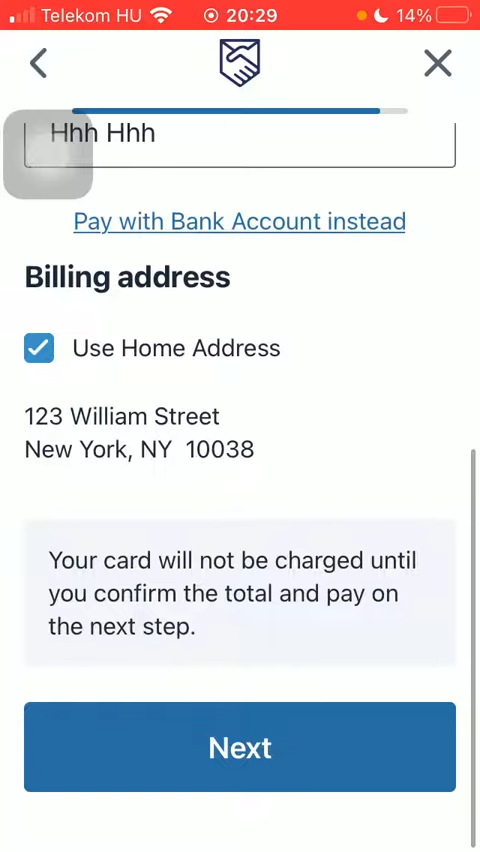 Telekom HU 20:29 14%
Hhh Hhh
Pay with Bank Account instead
Billing address
Use Home Address
123 William Street
New York, NY 10038
Your card will not be charged until
you confirm the total and pay on
the next step.
Next